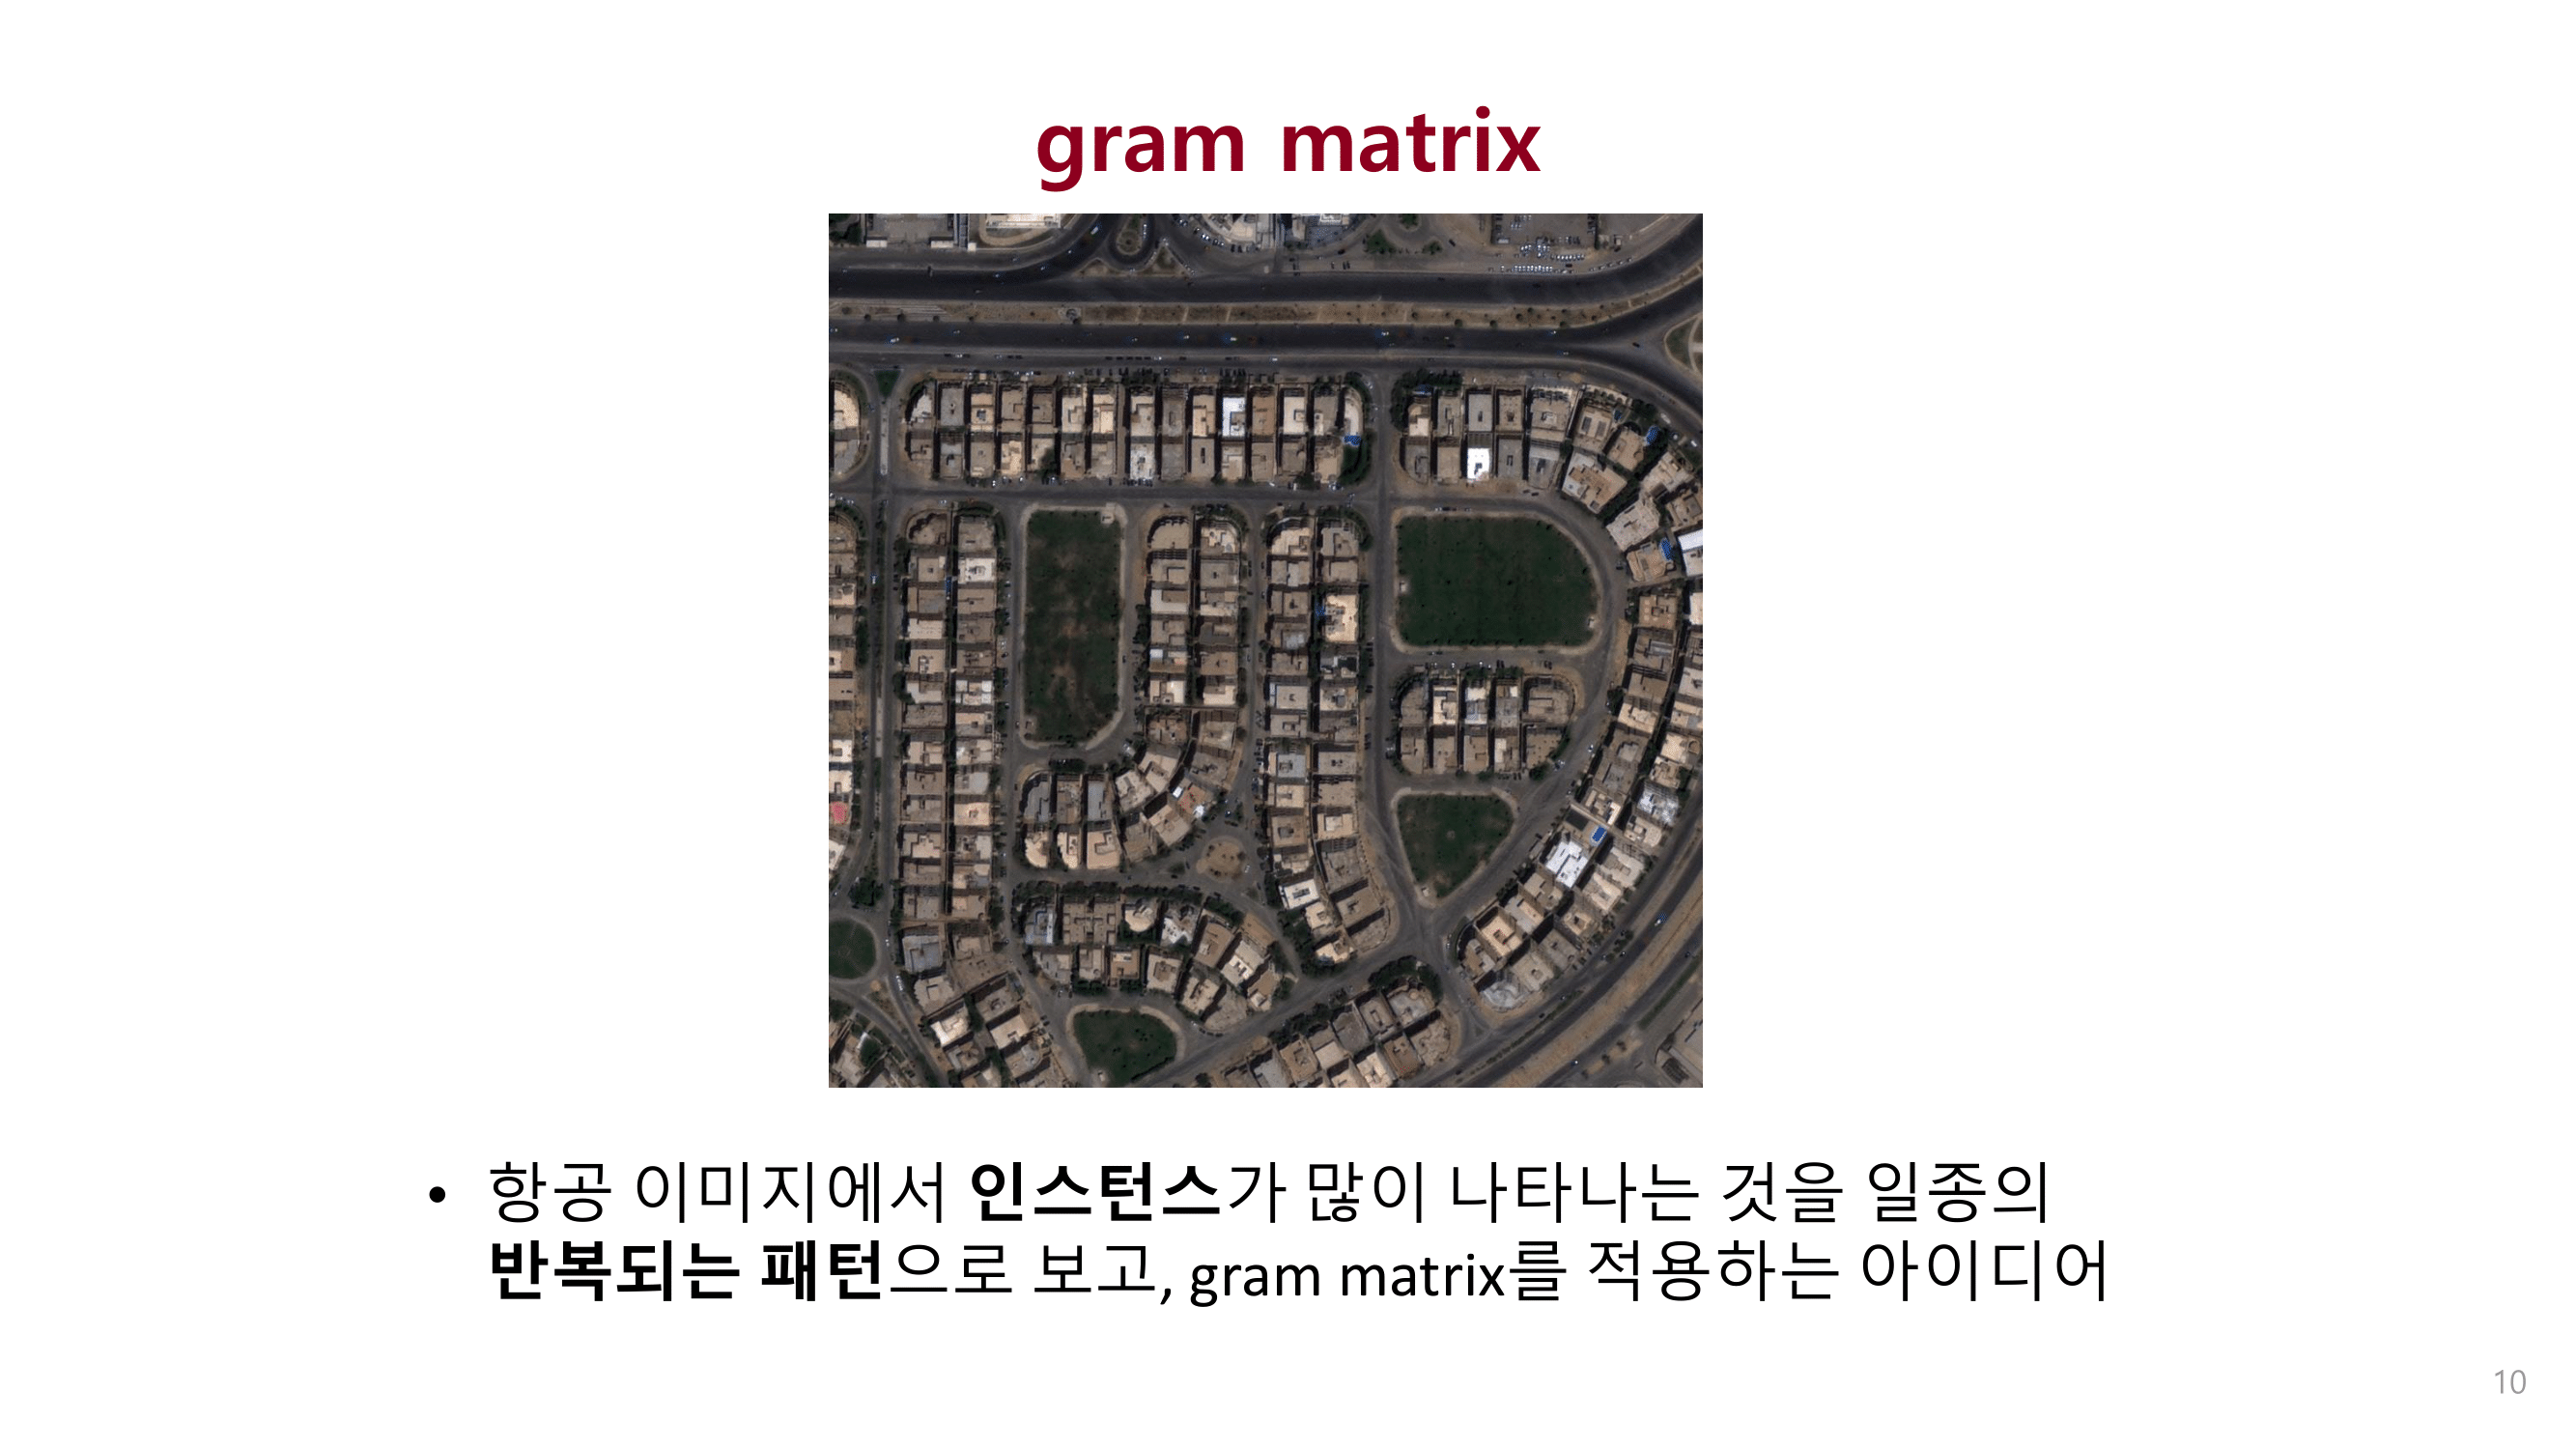 gram matrix
• 항공 이미지에서 인스턴스가 많이 나타나는 것을 일종의
반복되는 패턴으로 보고, gram matrix를 적용하는 아이디어
10